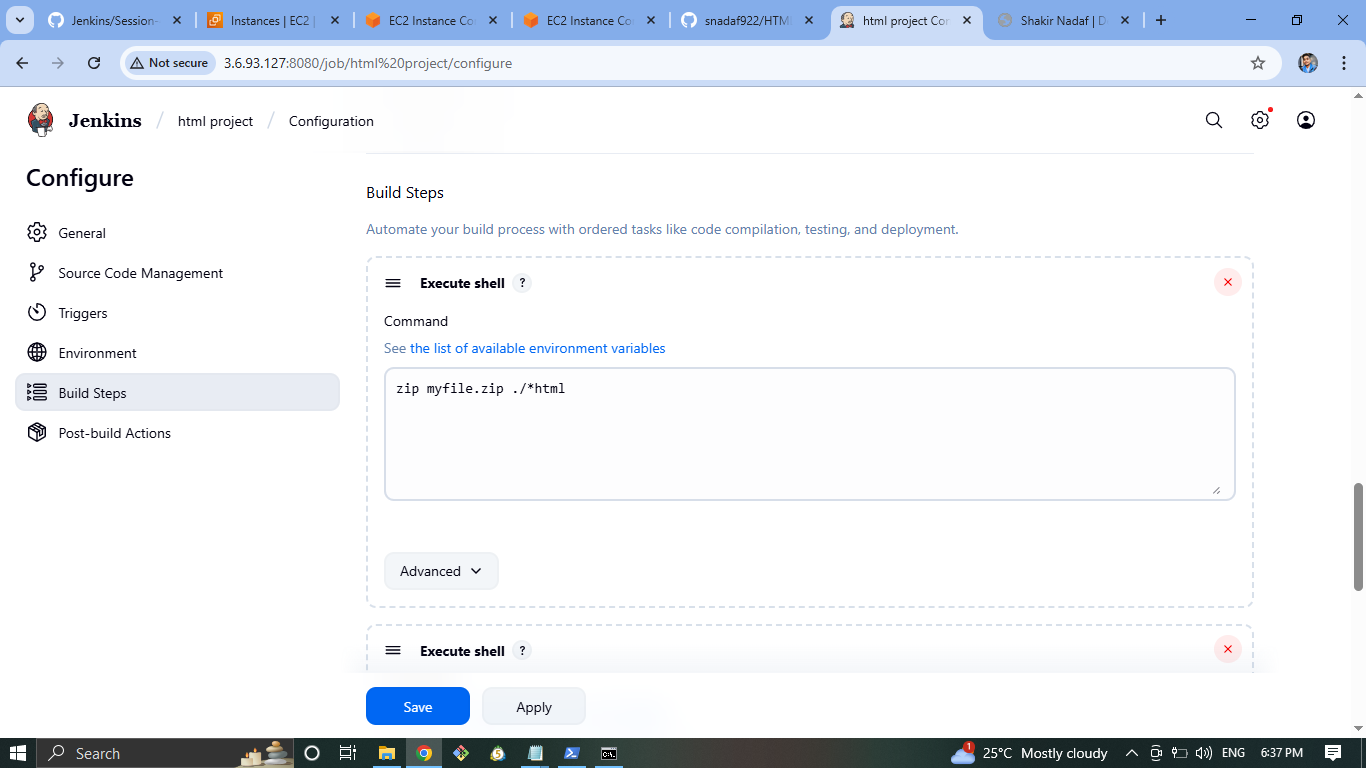 Jenkins/Session-
Instances | EC2 |
EC2 Instance Co
EC2 Instance Co
snadaf922/HTM
html project Con
Shakir Nadaf | D
Not secure
3.6.93.127:8080/job/html%20project/configure
Jenkins / html project / Configuration
Configure
General
Source Code Management
Triggers
Environment
Build Steps
Post-build Actions
Build Steps
Automate your build process with ordered tasks like code compilation, testing, and deployment.
Execute shell ?
Command
See the list of available environment variables
zip myfile.zip ./*html
Advanced
Execute shell ?
Save
Apply
Search
1
25°C Mostly cloudy
ENG
6:37 PM